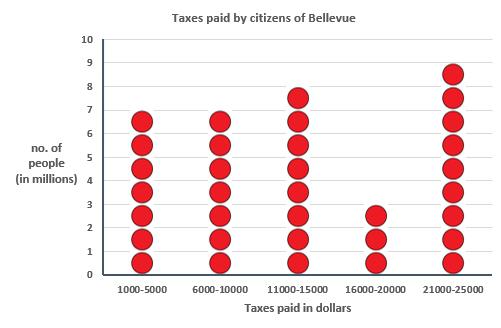 Taxes paid by citizens of Bellevue
10
9
8
7
6
5
4
3
2
1
0
no. of
people
(in millions)
1000-5000 6000-10000 11000-15000 16000-20000 21000-25000
Taxes paid in dollars